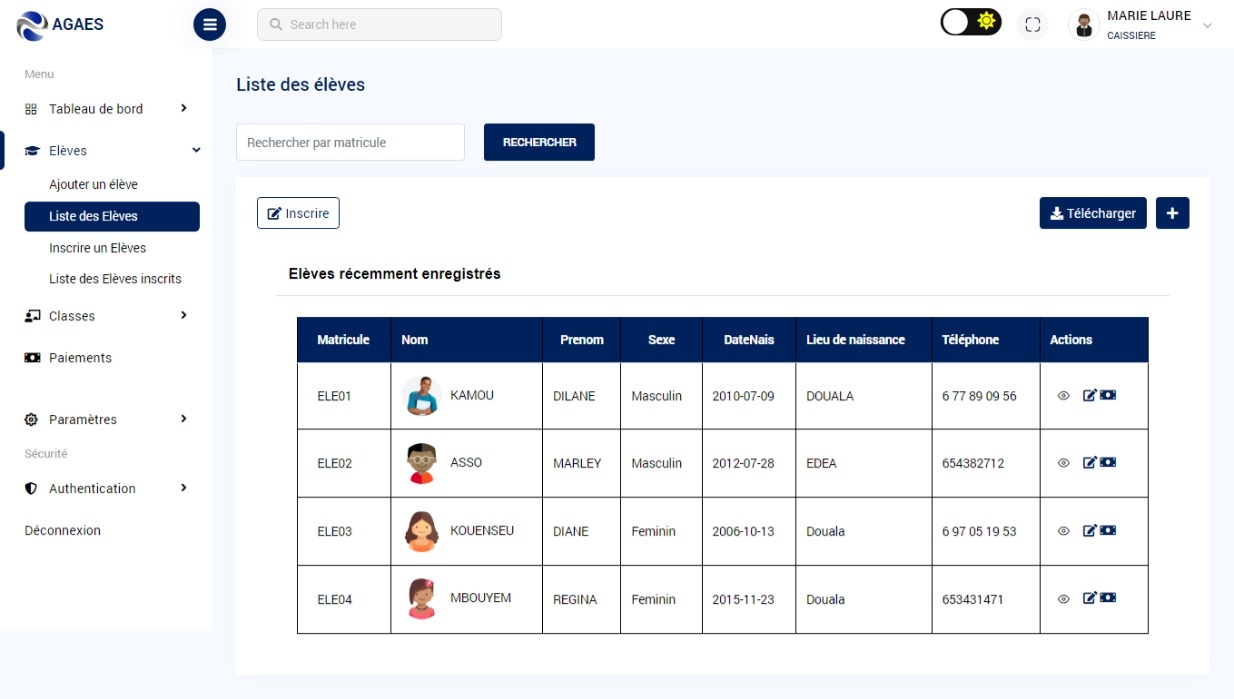 AGAES
Search here
MARIE LAURE
CAISSIERE
Menu
Tableau de bord
Elèves
Ajouter un élève
Liste des Elèves
Inscrire un Elèves
Liste des Elèves inscrits
Classes
Paiements
Paramètres
Sécurité
Authentication
Déconnexion
Liste des élèves
Rechercher par matricule RECHERCHER
Inscrire Télécharger +
Elèves récemment enregistrés
Matricule Nom Prenom Sexe DateNais Lieu de naissance Téléphone Actions
ELE01 KAMOU DILANE Masculin 2010-07-09 DOUALA 6 77 89 09 56
ELE02 ASSO MARLEY Masculin 2012-07-28 EDEA 654382712
ELE03 KOUENSEU DIANE Feminin 2006-10-13 Douala 6 97 05 19 53
ELE04 MBOUYEM REGINA Feminin 2015-11-23 Douala 653431471